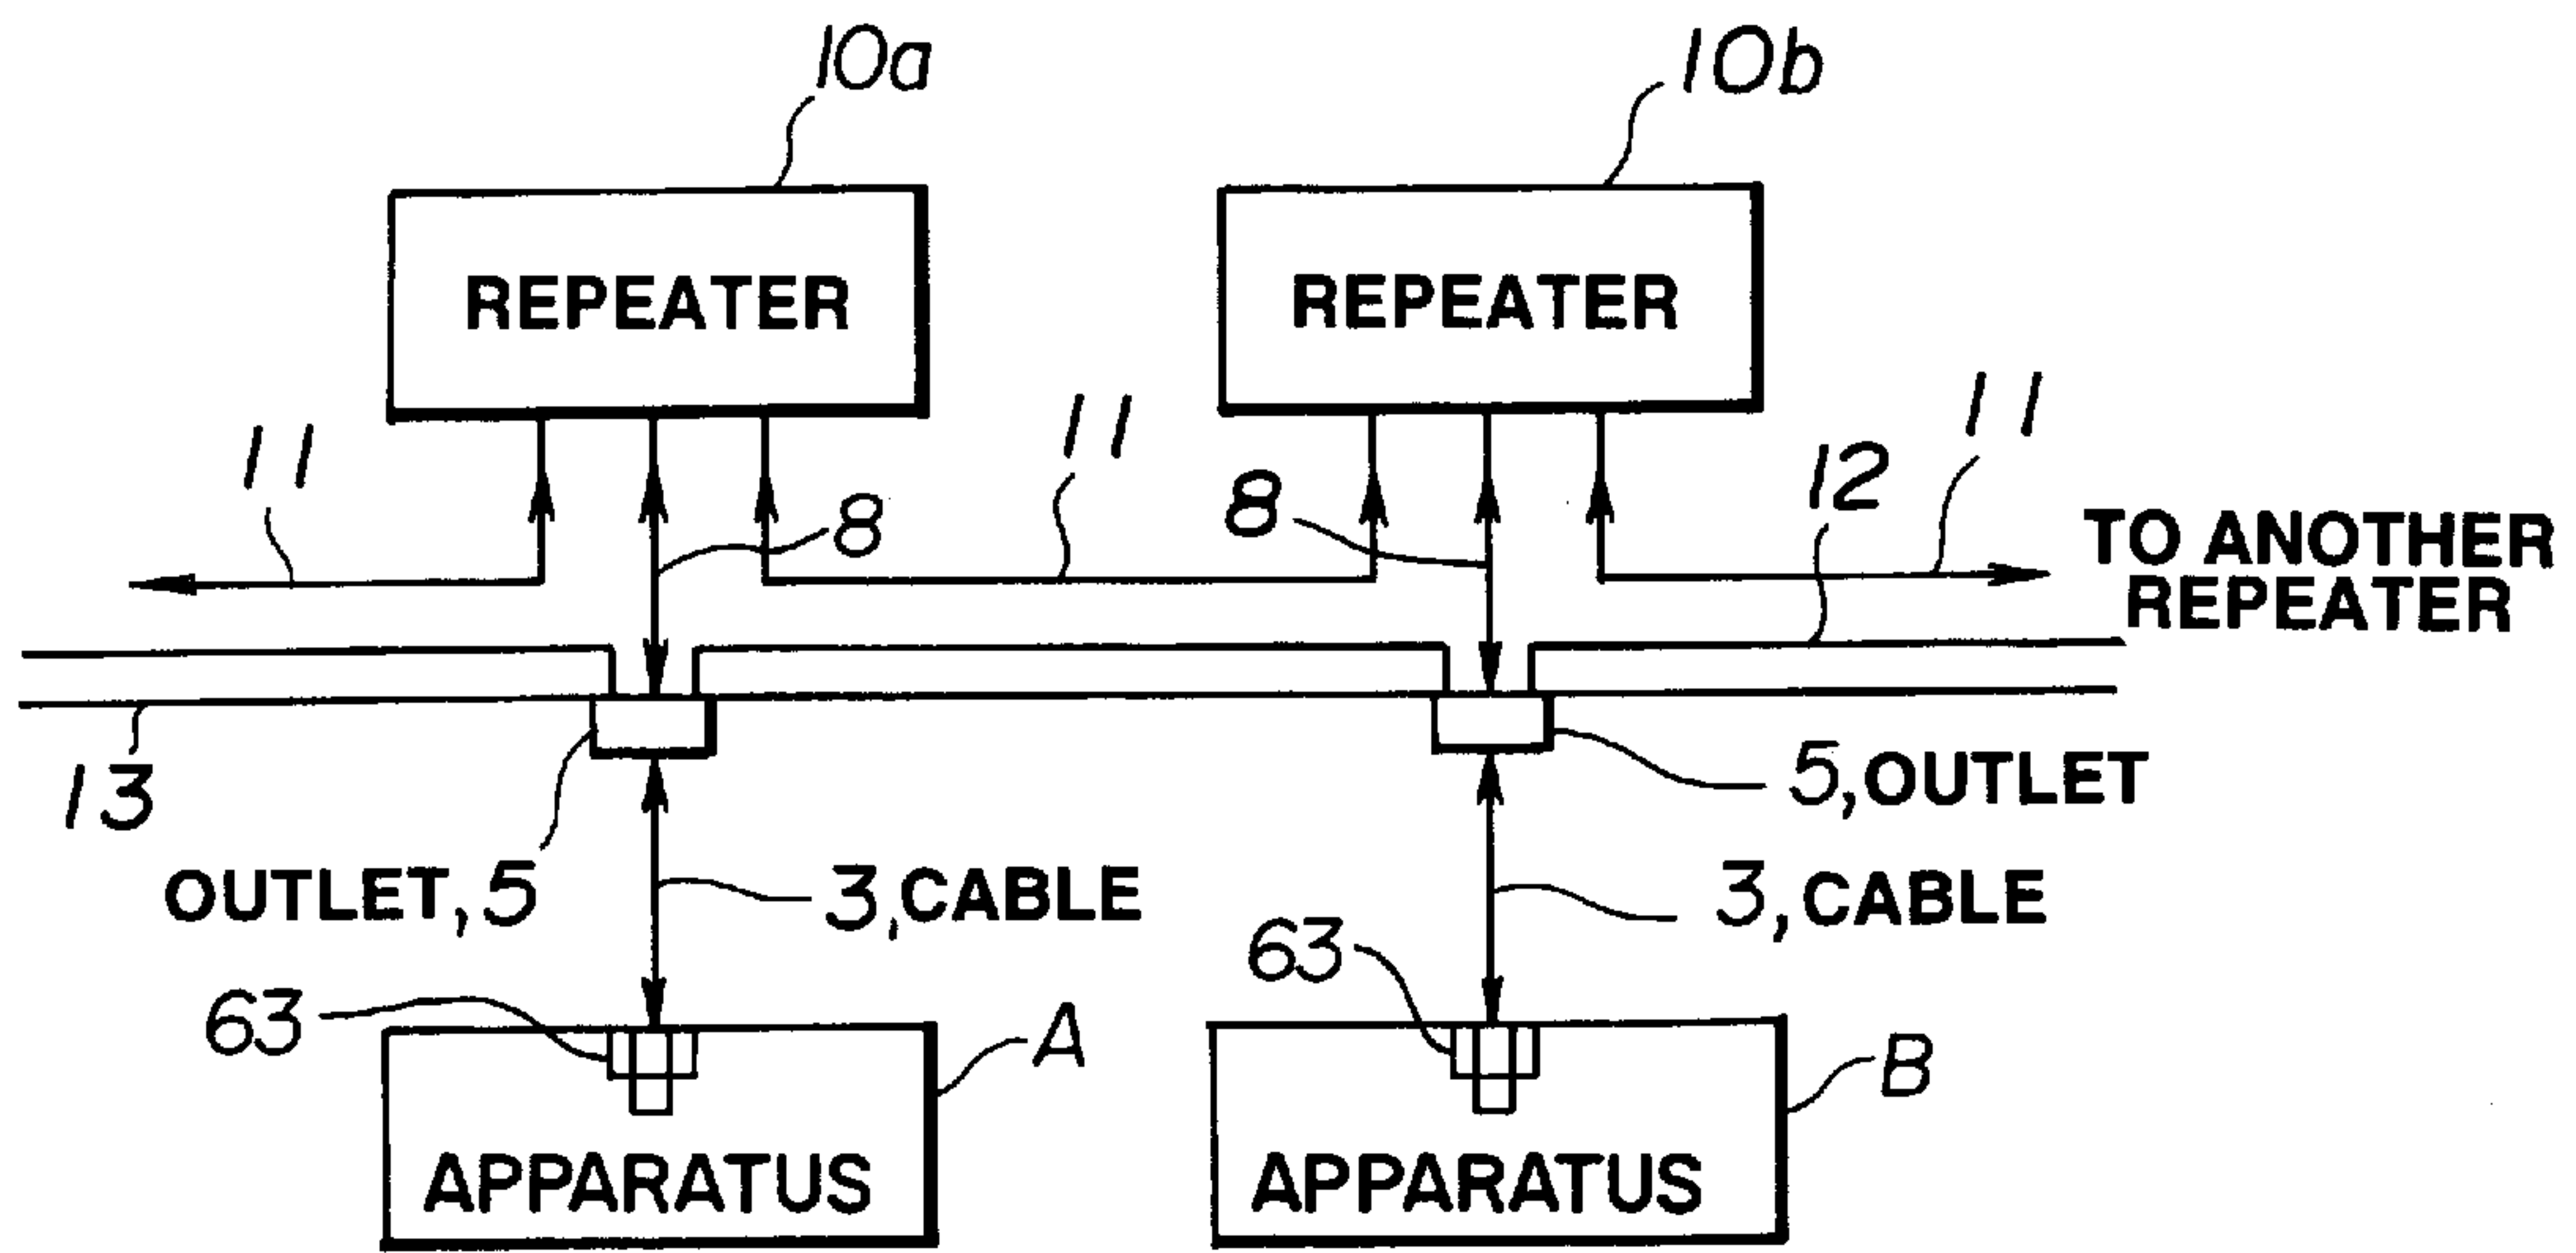 10a
10b
REPEATER
REPEATER
11
8
11
8
11
12
TO ANOTHER
REPEATER
13
OUTLET, 5
5, OUTLET
3, CABLE
3, CABLE
63
63
A
B
APPARATUS
APPARATUS